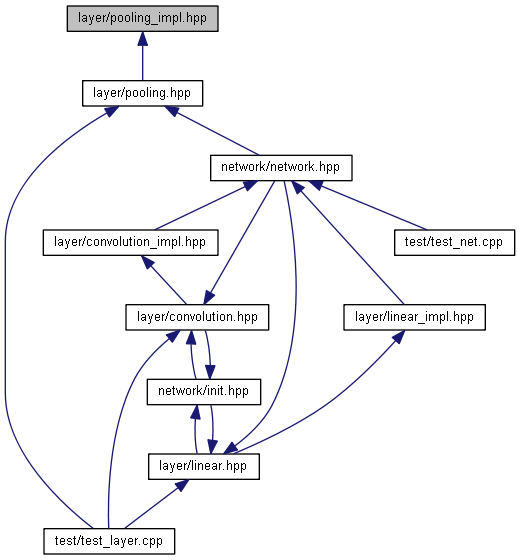 layer/pooling_impl.hpp
layer/pooling.hpp
network/network.hpp
layer/convolution_impl.hpp
test/test_net.cpp
layer/convolution.hpp
layer/linear_impl.hpp
network/init.hpp
layer/linear.hpp
test/test_layer.cpp